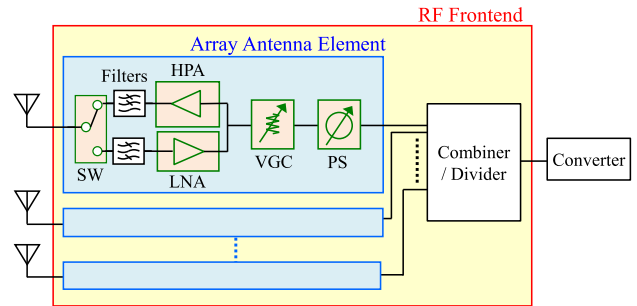 RF Frontend
Array Antenna Element
Filters
HPA
SW
LNA
VGC
PS
Combiner
/ Divider
Converter